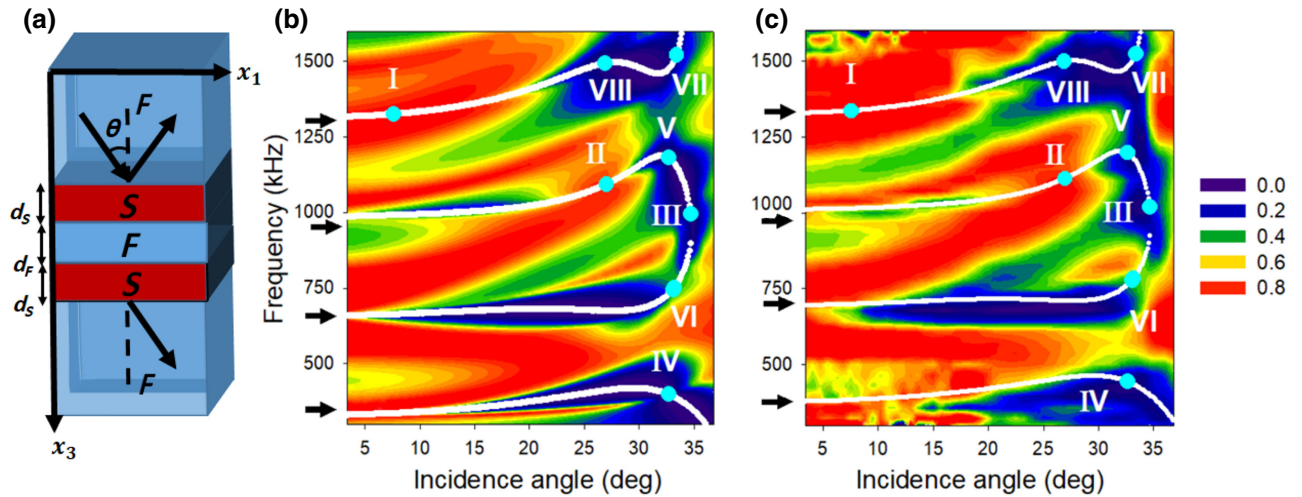 (a)
x₁
F
θ
S
dₛ
F
d_F
S
dₛ
F
x₃
(b)
Frequency (kHz)
1500
1250
1000
750
500
I
II
III
IV
V
VI
VII
VIII
5 10 15 20 25 30 35
Incidence angle (deg)
(c)
1500
1250
1000
750
500
I
II
III
IV
V
VI
VII
VIII
5 10 15 20 25 30 35
Incidence angle (deg)
0.0
0.2
0.4
0.6
0.8